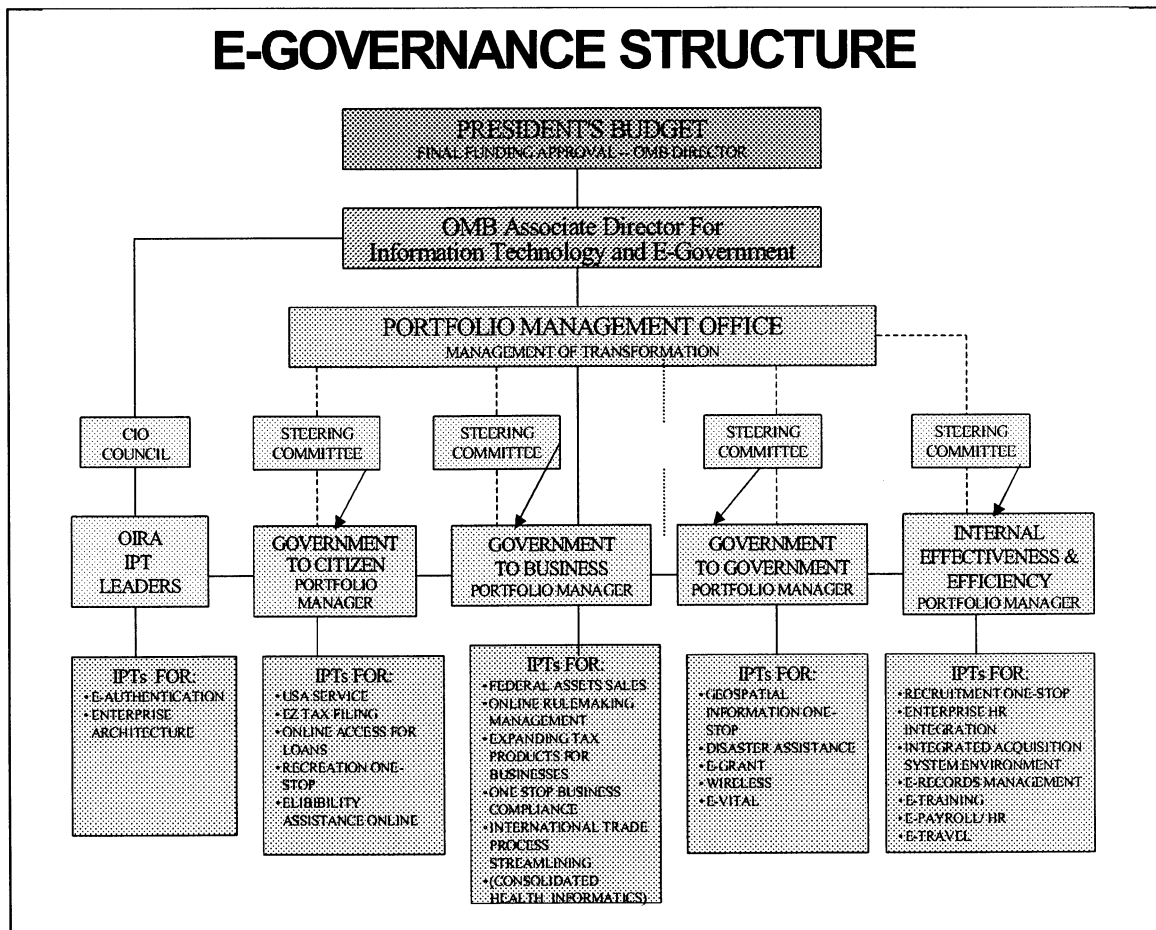 E-GOVERNANCE STRUCTURE
PRESIDENT'S BUDGET
FINAL FUNDING APPROVAL – OMB DIRECTOR
OMB Associate Director For
Information Technology and E-Government
PORTFOLIO MANAGEMENT OFFICE
MANAGEMENT OF TRANSFORMATION
CIO
COUNCIL
STEERING
COMMITTEE
STEERING
COMMITTEE
STEERING
COMMITTEE
STEERING
COMMITTEE
OIRA
IPT
LEADERS
GOVERNMENT
TO CITIZEN
PORTFOLIO
MANAGER
GOVERNMENT
TO BUSINESS
PORTFOLIO MANAGER
GOVERNMENT
TO GOVERNMENT
PORTFOLIO MANAGER
INTERNAL
EFFECTIVENESS &
EFFICIENCY
PORTFOLIO MANAGER
IPTs FOR:
•E-AUTHENTICATION
•ENTERPRISE
ARCHITECTURE
IPTs FOR:
•USA SERVICE
•EZ TAX FILING
•ONLINE ACCESS FOR
LOANS
•RECREATION ONE-
STOP
•ELIBIBILITY
ASSISTANCE ONLINE
IPTs FOR:
•FEDERAL ASSETS SALES
•ONLINE RULEMAKING
MANAGEMENT
•EXPANDING TAX
PRODUCTS FOR
BUSINESSES
•ONE STOP BUSINESS
COMPLIANCE
•INTERNATIONAL TRADE
PROCESS
STREAMLINING
•(CONSOLIDATED
HEALTH INFORMATICS)
IPTs FOR:
•GEOSPATIAL
INFORMATION ONE-
STOP
•DISASTER ASSISTANCE
•E-GRANT
•WIRELESS
•E-VITAL
IPTs FOR:
•RECRUITMENT ONE-STOP
•ENTERPRISE HR
INTEGRATION
•INTEGRATED ACQUISITION
SYSTEM ENVIRONMENT
•E-RECORDS MANAGEMENT
•E-TRAINING
•E-PAYROLL/ HR
•E-TRAVEL